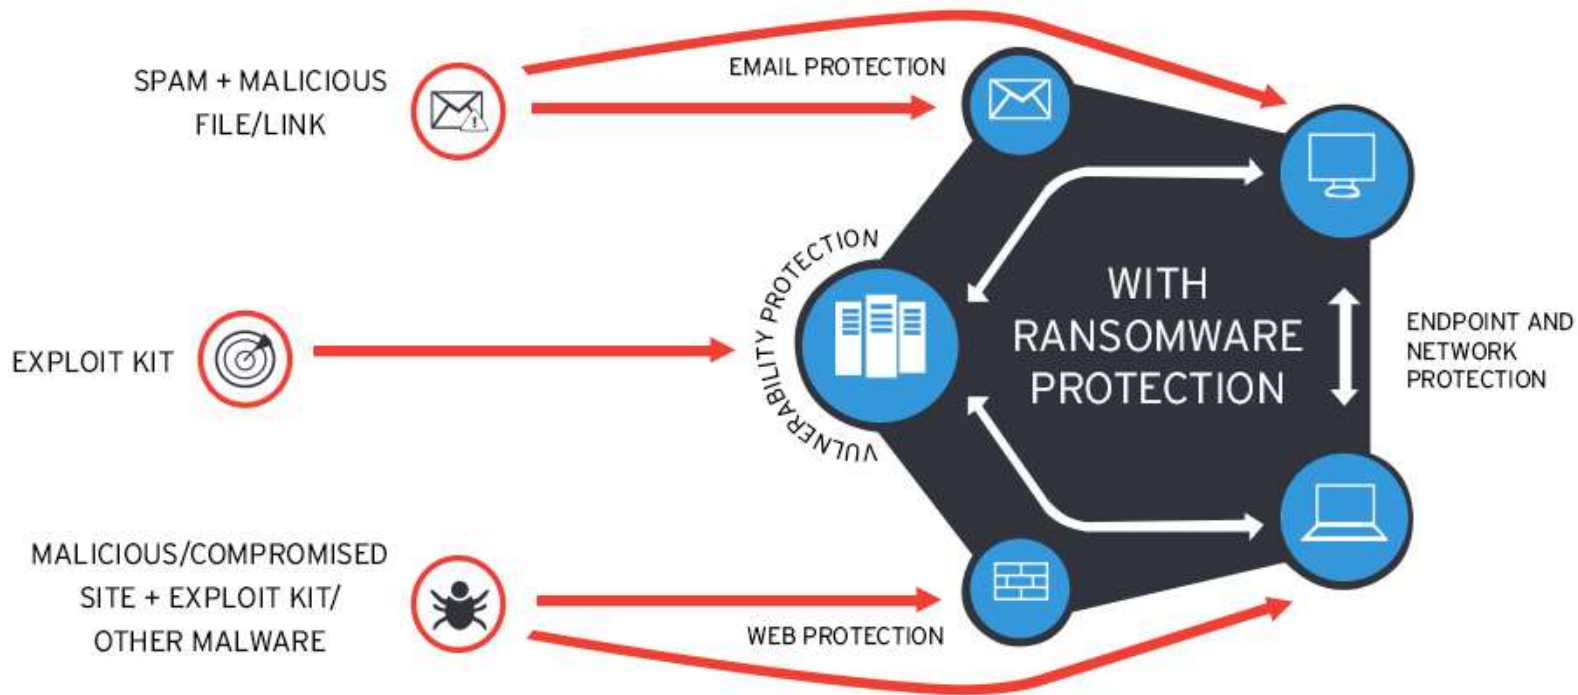 SPAM + MALICIOUS
FILE/LINK
EMAIL PROTECTION
VULNERABILITY PROTECTION
EXPLOIT KIT
WITH
RANSOMWARE
PROTECTION
ENDPOINT AND
NETWORK
PROTECTION
MALICIOUS/COMPROMISED
SITE + EXPLOIT KIT/
OTHER MALWARE
WEB PROTECTION